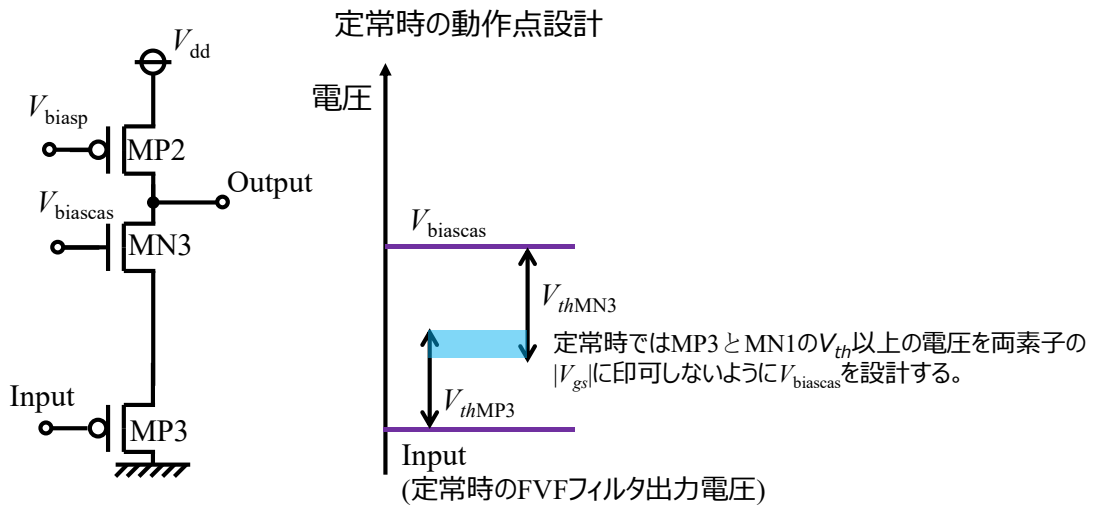 定常時の動作点設計
V_dd
V_biasp
MP2
Output
V_biascas
MN3
Input
MP3
電圧
V_biascas
V_thMN3
定常時ではMP3とMN1のV_th以上の電圧を両素子の
|V_gs|に印可しないようにV_biascasを設計する。
V_thMP3
Input
(定常時のFVFフィルタ出力電圧)